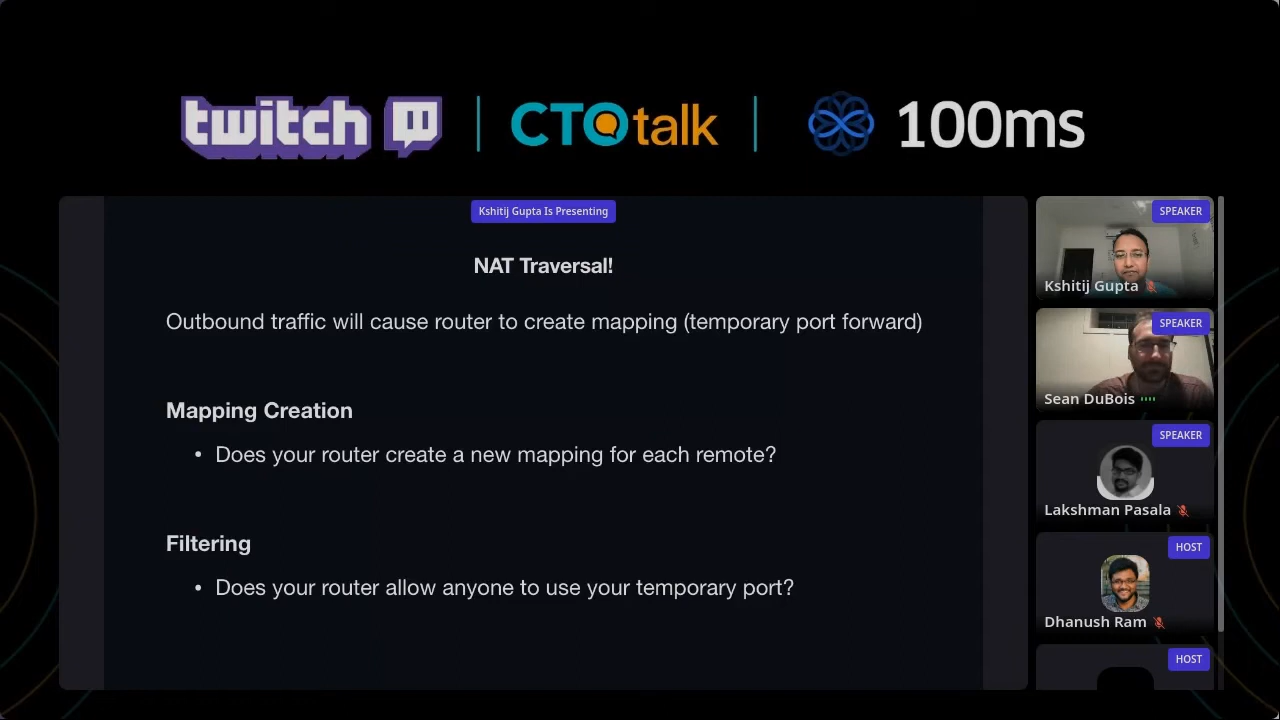 twitch
CTOtalk
100ms
Kshitij Gupta Is Presenting
NAT Traversal!
Outbound traffic will cause router to create mapping (temporary port forward)
Mapping Creation
• Does your router create a new mapping for each remote?
Filtering
• Does your router allow anyone to use your temporary port?
SPEAKER
Kshitij Gupta
SPEAKER
Sean DuBois
SPEAKER
Lakshman Pasala
HOST
Dhanush Ram
HOST